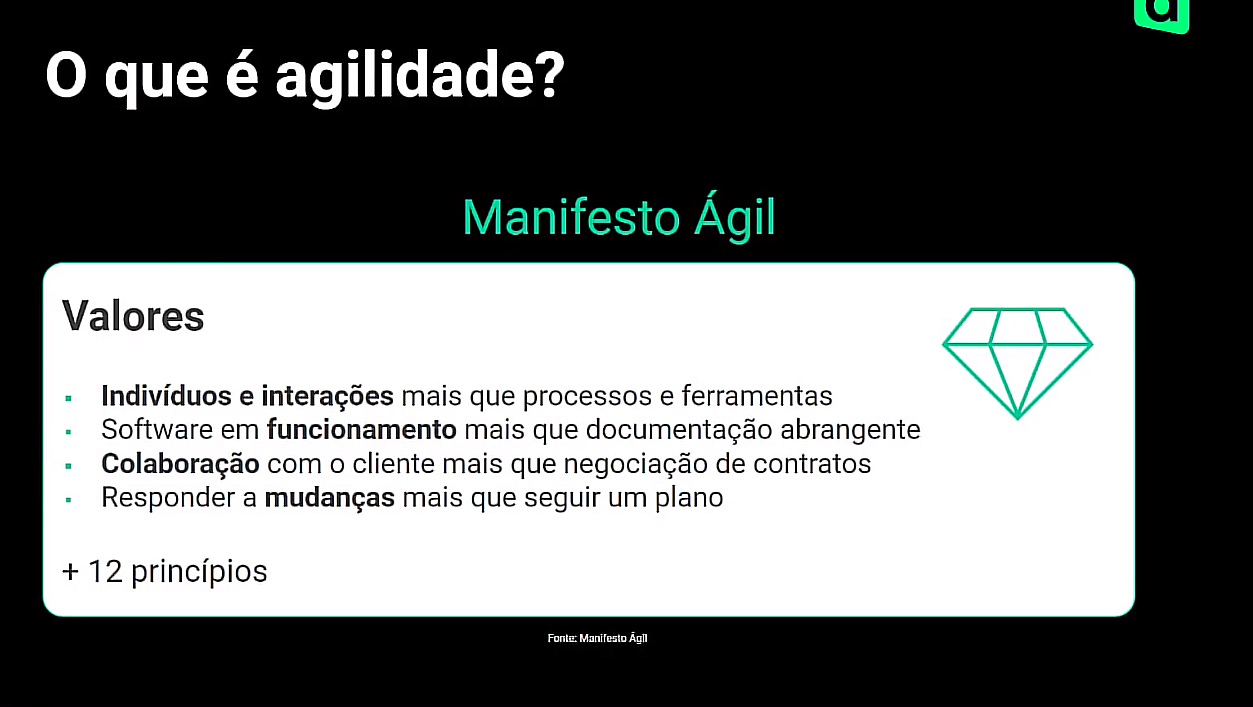 O que é agilidade?
Manifesto Ágil
Valores
Indivíduos e interações mais que processos e ferramentas
Software em funcionamento mais que documentação abrangente
Colaboração com o cliente mais que negociação de contratos
Responder a mudanças mais que seguir um plano
+ 12 princípios
Fonte: Manifesto Ágil